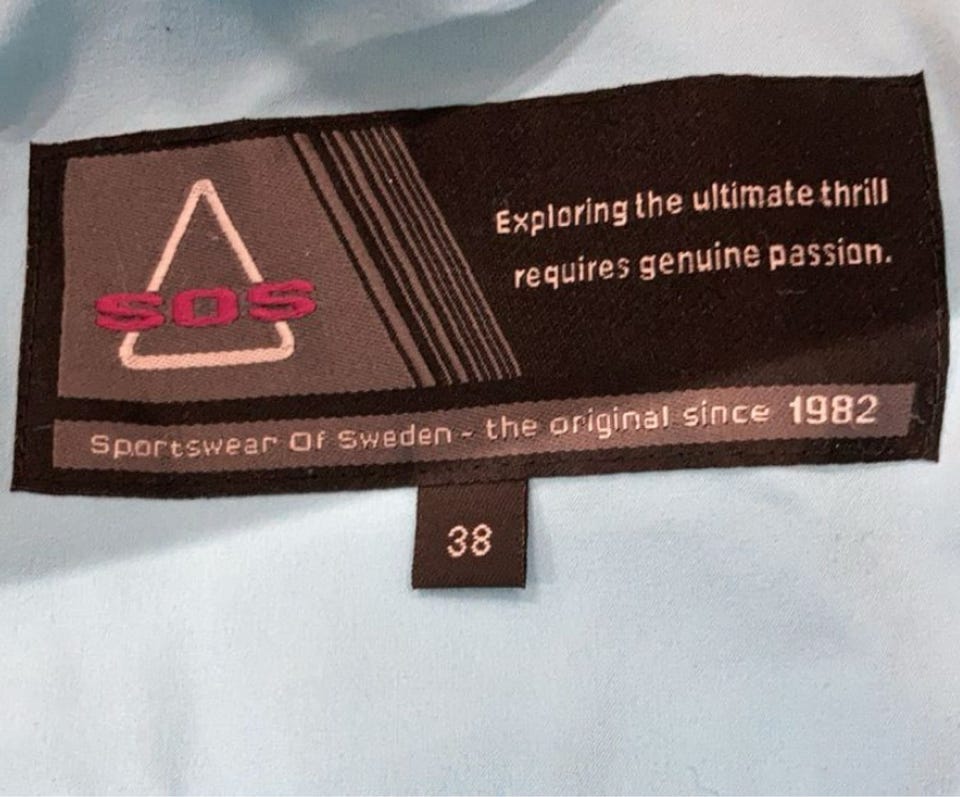 SOS
Exploring the ultimate thrill
requires genuine passion.
Sportswear Of Sweden - the original since 1982
38